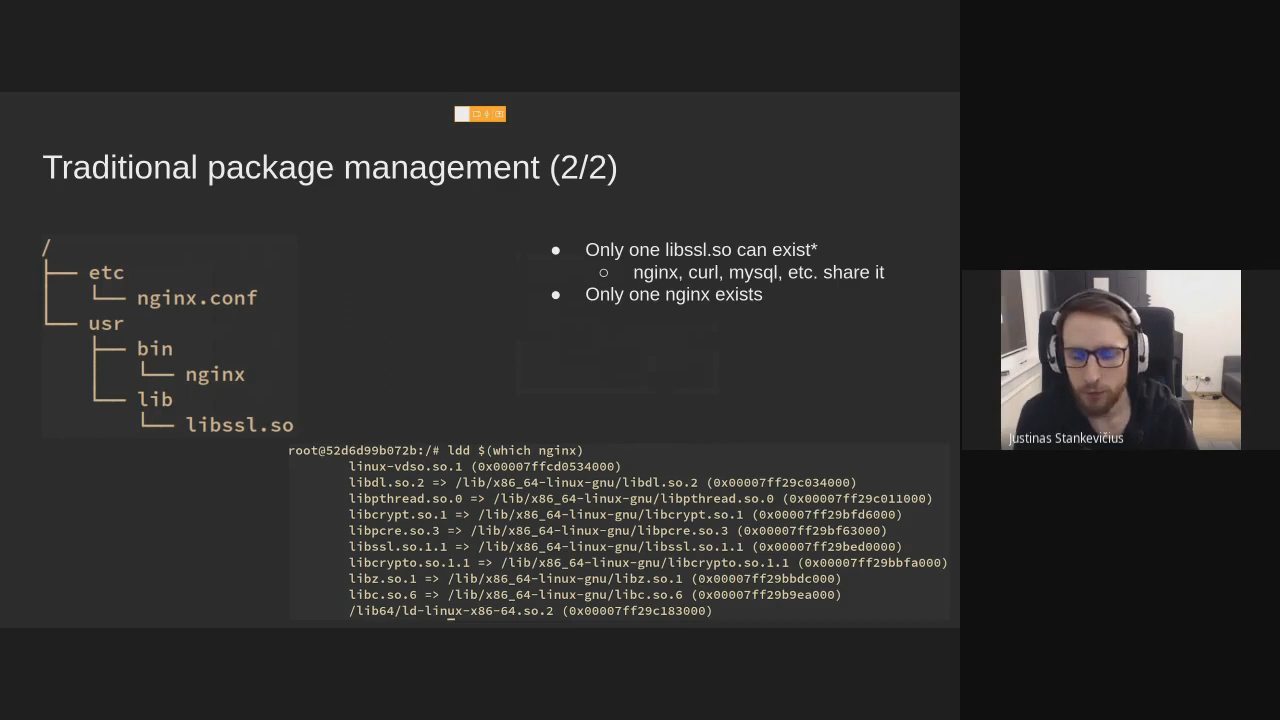 Traditional package management (2/2)
/
├── etc
│   └── nginx.conf
└── usr
    ├── bin
    │   └── nginx
    └── lib
        └── libssl.so
● Only one libssl.so can exist*
○ nginx, curl, mysql, etc. share it
● Only one nginx exists
root@52d6d99b072b:/# ldd $(which nginx)
linux-vdso.so.1 (0x00007ffcd0534000)
libdl.so.2 => /lib/x86_64-linux-gnu/libdl.so.2 (0x00007ff29c034000)
libpthread.so.0 => /lib/x86_64-linux-gnu/libpthread.so.0 (0x00007ff29c011000)
libcrypt.so.1 => /lib/x86_64-linux-gnu/libcrypt.so.1 (0x00007ff29bfd6000)
libpcre.so.3 => /lib/x86_64-linux-gnu/libpcre.so.3 (0x00007ff29bf63000)
libssl.so.1.1 => /lib/x86_64-linux-gnu/libssl.so.1.1 (0x00007ff29bed0000)
libcrypto.so.1.1 => /lib/x86_64-linux-gnu/libcrypto.so.1.1 (0x00007ff29bbfa000)
libz.so.1 => /lib/x86_64-linux-gnu/libz.so.1 (0x00007ff29bbdc000)
libc.so.6 => /lib/x86_64-linux-gnu/libc.so.6 (0x00007ff29b9ea000)
/lib64/ld-linux-x86-64.so.2 (0x00007ff29c183000)
Justinas Stankevičius